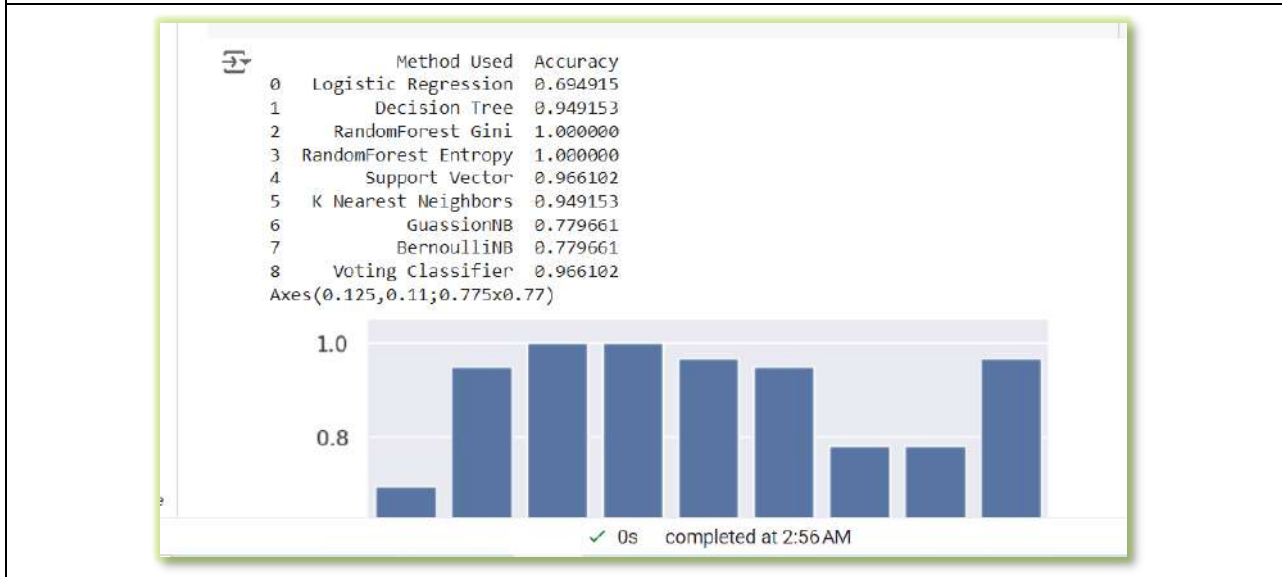 Method Used Accuracy
0 Logistic Regression 0.694915
1 Decision Tree 0.949153
2 RandomForest Gini 1.000000
3 RandomForest Entropy 1.000000
4 Support Vector 0.966102
5 K Nearest Neighbors 0.949153
6 GuassionNB 0.779661
7 BernoulliNB 0.779661
8 Voting Classifier 0.966102
Axes(0.125,0.11;0.775x0.77)
1.0
0.8
✓ 0s completed at 2:56 AM